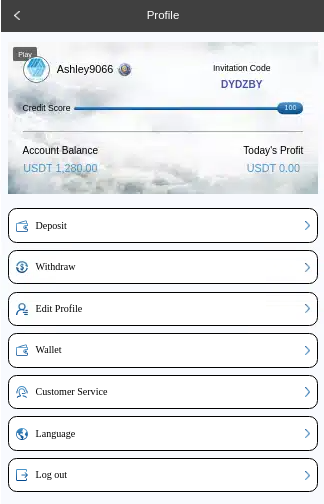 Profile
Play
Ashley9066
Invitation Code
DYDZBY
Credit Score
100
Account Balance
Today's Profit
USDT 1,280.00
USDT 0.00
Deposit
Withdraw
Edit Profile
Wallet
Customer Service
Language
Log out